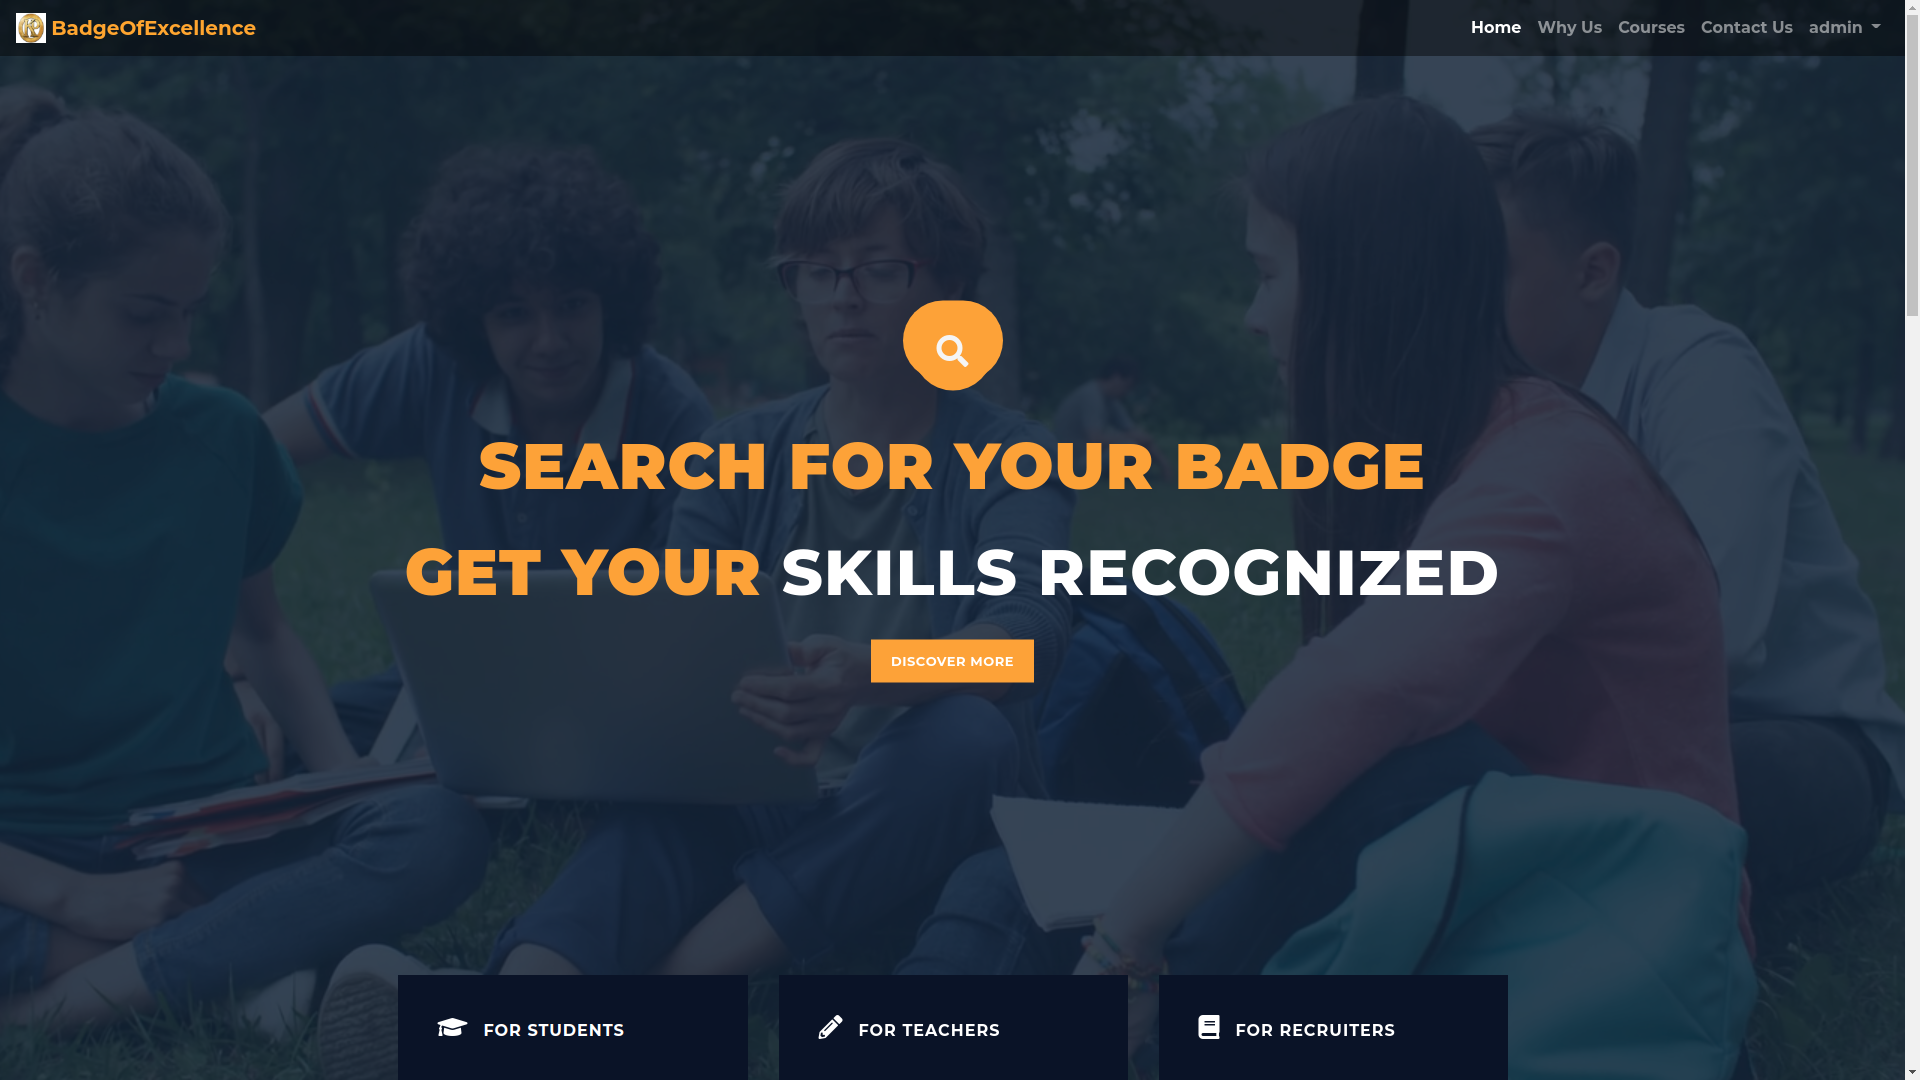 BadgeOfExcellence
Home Why Us Courses Contact Us admin
SEARCH FOR YOUR BADGE
GET YOUR SKILLS RECOGNIZED
DISCOVER MORE
FOR STUDENTS
FOR TEACHERS
FOR RECRUITERS